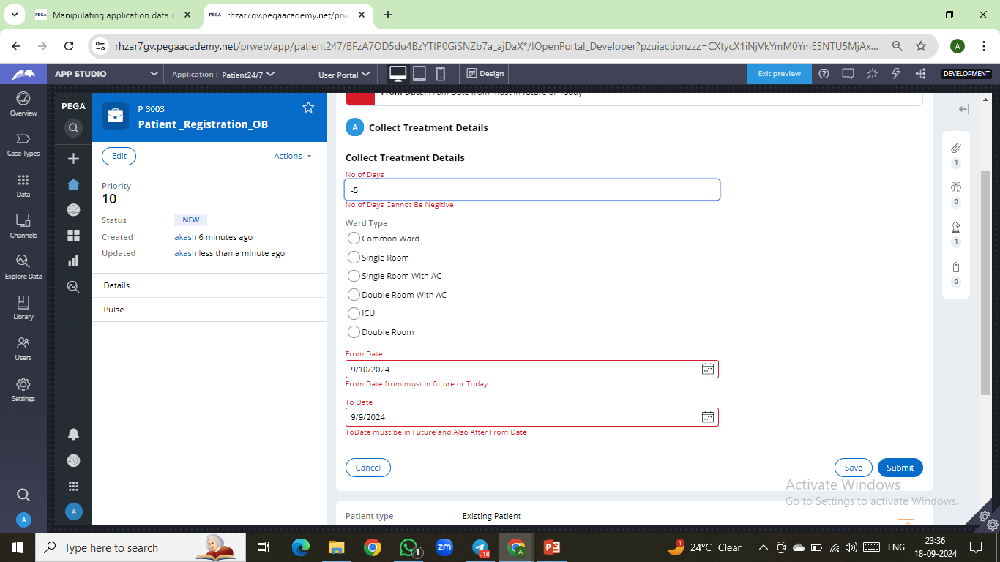 PEGA Manipulating application data i
PEGA rhzar7gv.pegaacademy.net/prw
rhzar7gv.pegaacademy.net/prweb/app/patient247/BFzA7OD5du4BzYTIP0GiSNZb7a_ajDaX*/!OpenPortal_Developer?pzuiactionzzz=CXtycX1iNjVkYmM0YmE5NTU5MjAx...
A
APP STUDIO
Application : Patient24/7
User Portal
Design
Exit preview
DEVELOPMENT
Overview
Case Types
Data
Channels
Explore Data
Library
Users
Settings
A
PEGA
A
P-3003
Patient _Registration_OB
Edit
Actions
Priority
10
Status NEW
Created akash 6 minutes ago
Updated akash less than a minute ago
Details
Pulse
From Date: From Date from must in future or Today
A Collect Treatment Details
Collect Treatment Details
No of Days
-5
No of Days Cannot Be Negitive
Ward Type
Common Ward
Single Room
Single Room With AC
Double Room With AC
ICU
Double Room
From Date
9/10/2024
From Date from must in future or Today
To Date
9/9/2024
ToDate must be in Future and Also After From Date
Cancel
Save
Submit
Patient type Existing Patient
1
0
1
0
Activate Windows
Go to Settings to activate Windows.
Type here to search
1
zm
18
A
1
24°C Clear
ENG
23:36
18-09-2024